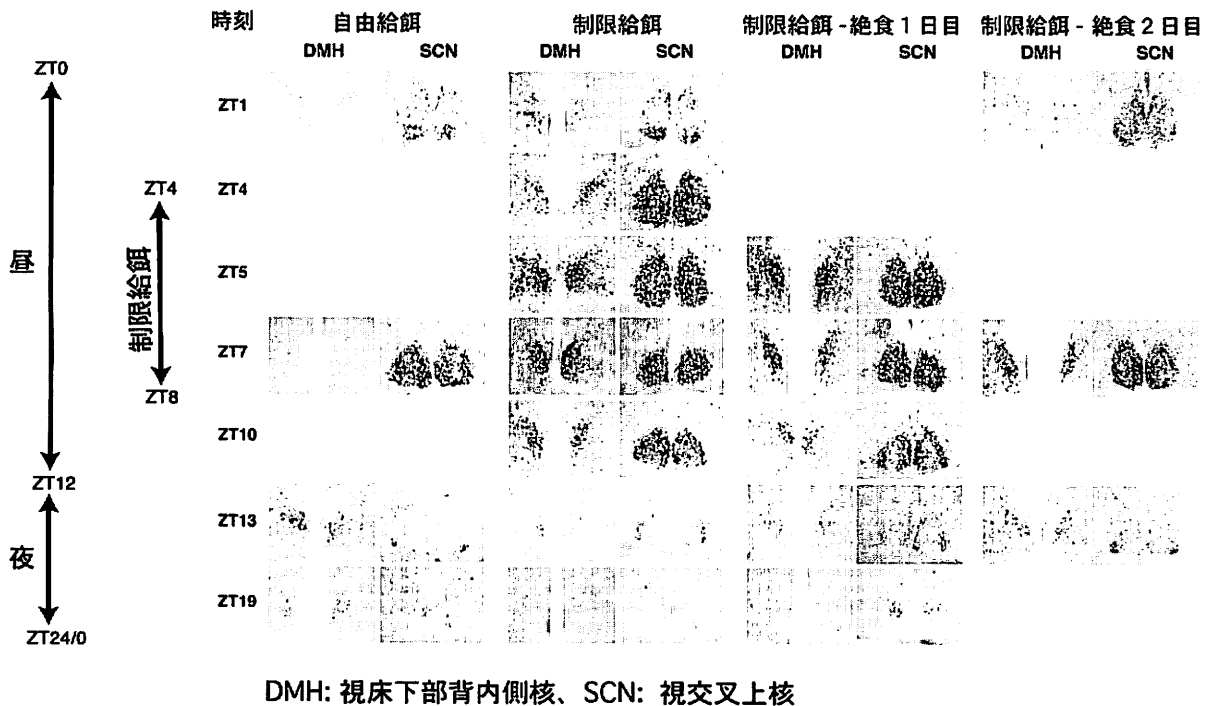 時刻 自由給餌 制限給餌 制限給餌 - 絶食 1 日目 制限給餌 - 絶食 2 日目
DMH SCN DMH SCN DMH SCN DMH SCN
ZT0
ZT1
ZT4 ZT4
昼
制限給餌
ZT5
ZT7
ZT8
ZT10
ZT12
ZT13
夜
ZT19
ZT24/0
DMH: 視床下部背内側核、SCN: 視交叉上核